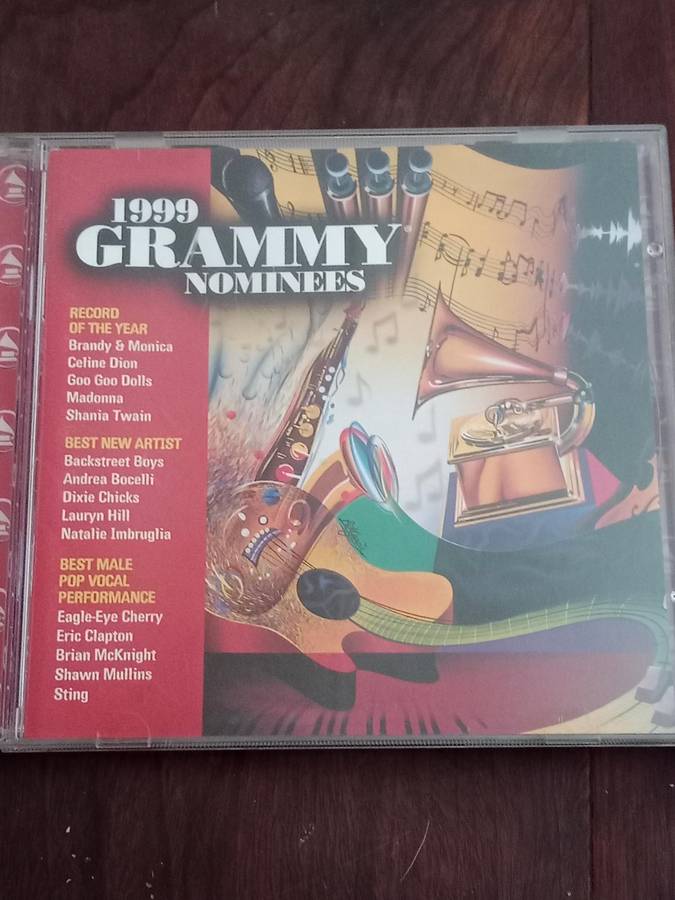 1999
GRAMMY®
NOMINEES
RECORD
OF THE YEAR
Brandy & Monica
Celine Dion
Goo Goo Dolls
Madonna
Shania Twain
BEST NEW ARTIST
Backstreet Boys
Andrea Bocelli
Dixie Chicks
Lauryn Hill
Natalie Imbruglia
BEST MALE
POP VOCAL
PERFORMANCE
Eagle-Eye Cherry
Eric Clapton
Brian McKnight
Shawn Mullins
Sting